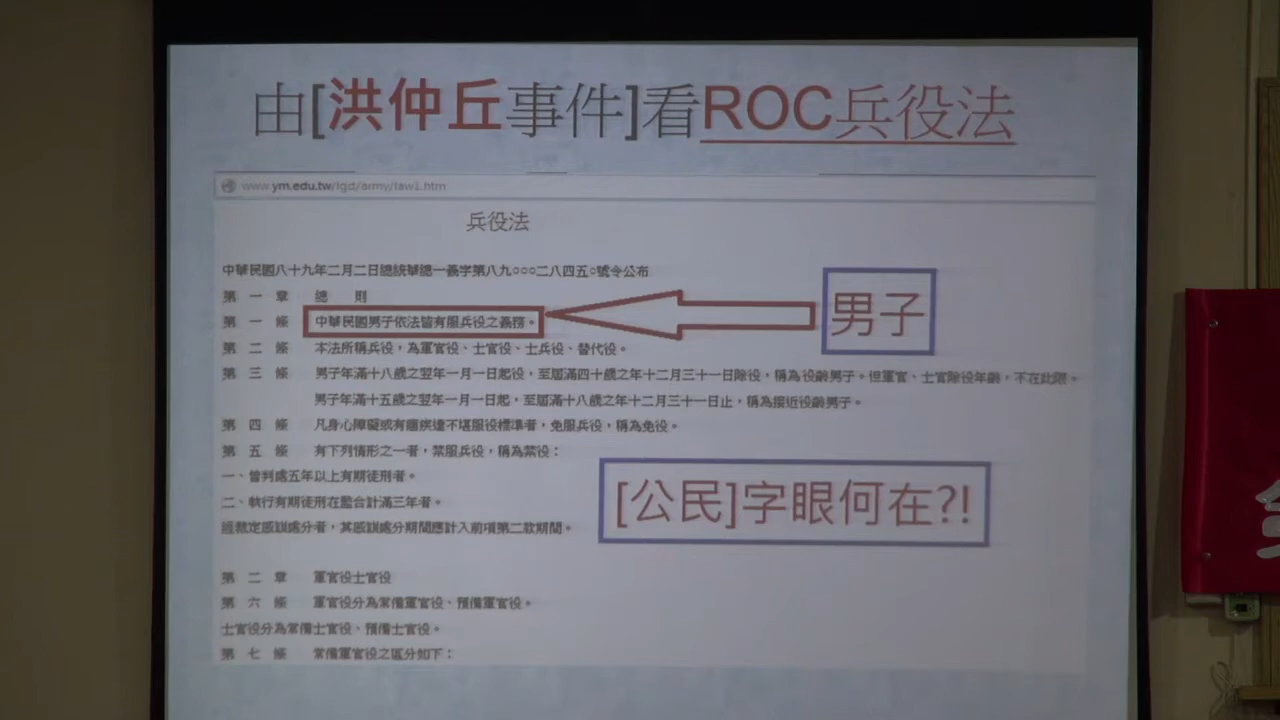 由[洪仲丘事件]看ROC兵役法
www.ym.edu.tw/lgd/army/law1.htm
兵役法
中華民國八十九年二月二日總統華總一義字第八九○○○二八四五○號令公布
第一章 總 則
第一條 中華民國男子依法皆有服兵役之義務。
男子
第二條 本法所稱兵役，為軍官役、士官役、士兵役、替代役。
第三條 男子年滿十八歲之翌年一月一日起役，至屆滿四十歲之年十二月三十一日除役，稱為役齡男子。但軍官、士官除役年齡，不在此限。
男子年滿十五歲之翌年一月一日起，至屆滿十八歲之年十二月三十一日止，稱為接近役齡男子。
第四條 凡身心障礙或有痼疾達不堪服役標準者，免服兵役，稱為免役。
第五條 有下列情形之一者，禁服兵役，稱為禁役：
一、曾判處五年以上有期徒刑者。
二、執行有期徒刑在監合計滿三年者。
經裁定感訓處分者，其感訓處分期間應計入前項第二款期間。
[公民]字眼何在?!
第二章 軍官役士官役
第六條 軍官役分為常備軍官役、預備軍官役。
士官役分為常備士官役、預備士官役。
第七條 常備軍官役之區分如下：